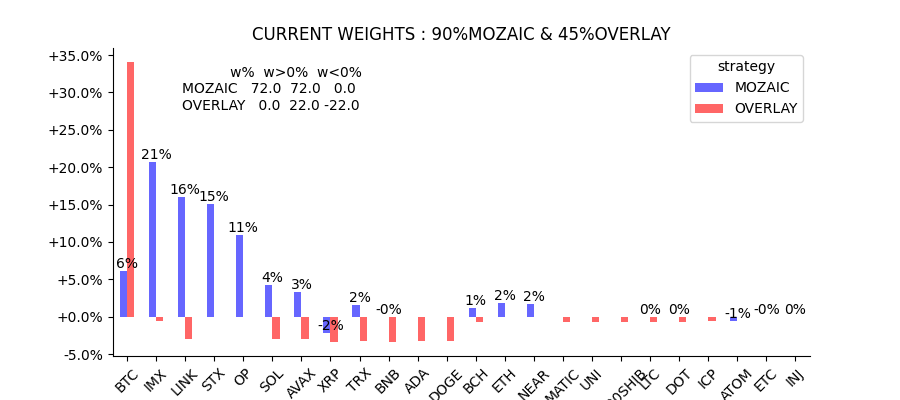 CURRENT WEIGHTS : 90%MOZAIC & 45%OVERLAY
+35.0%
+30.0%
+25.0%
+20.0%
+15.0%
+10.0%
+5.0%
+0.0%
-5.0%
w% w>0% w<0%
MOZAIC 72.0 72.0 0.0
OVERLAY 0.0 22.0 -22.0
strategy
MOZAIC
OVERLAY
6% 21% 16% 15% 11% 4% 3% -2% 2% -0% 1% 2% 2% 0% 0% -1% -0% 0%
BTC IMX LINK STX OP SOL AVAX XRP TRX BNB ADA DOGE BCH ETH NEAR MATIC UNI LTC DOT ICP ATOM ETC INJ